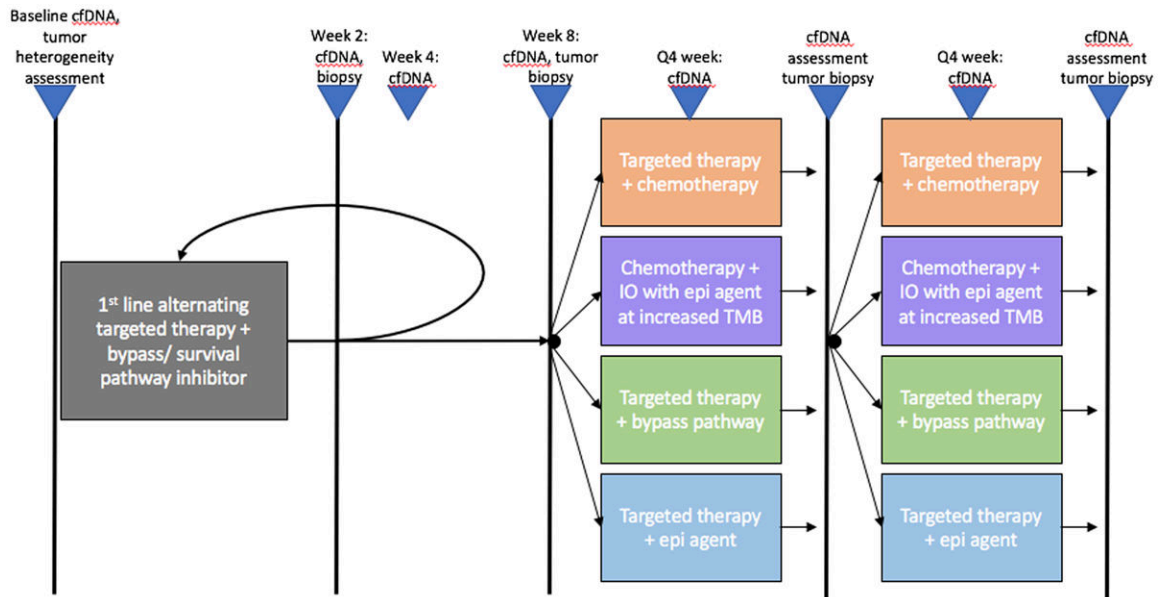 Baseline cfDNA,
tumor
heterogeneity
assessment
Week 2:
cfDNA,
biopsy
Week 4:
cfDNA
Week 8:
cfDNA, tumor
biopsy
Q4 week:
cfDNA
cfDNA
assessment
tumor biopsy
Q4 week:
cfDNA
cfDNA
assessment
tumor biopsy
1st line alternating
targeted therapy +
bypass/ survival
pathway inhibitor
Targeted therapy
+ chemotherapy
Chemotherapy +
IO with epi agent
at increased TMB
Targeted therapy
+ bypass pathway
Targeted therapy
+ epi agent
Targeted therapy
+ chemotherapy
Chemotherapy +
IO with epi agent
at increased TMB
Targeted therapy
+ bypass pathway
Targeted therapy
+ epi agent